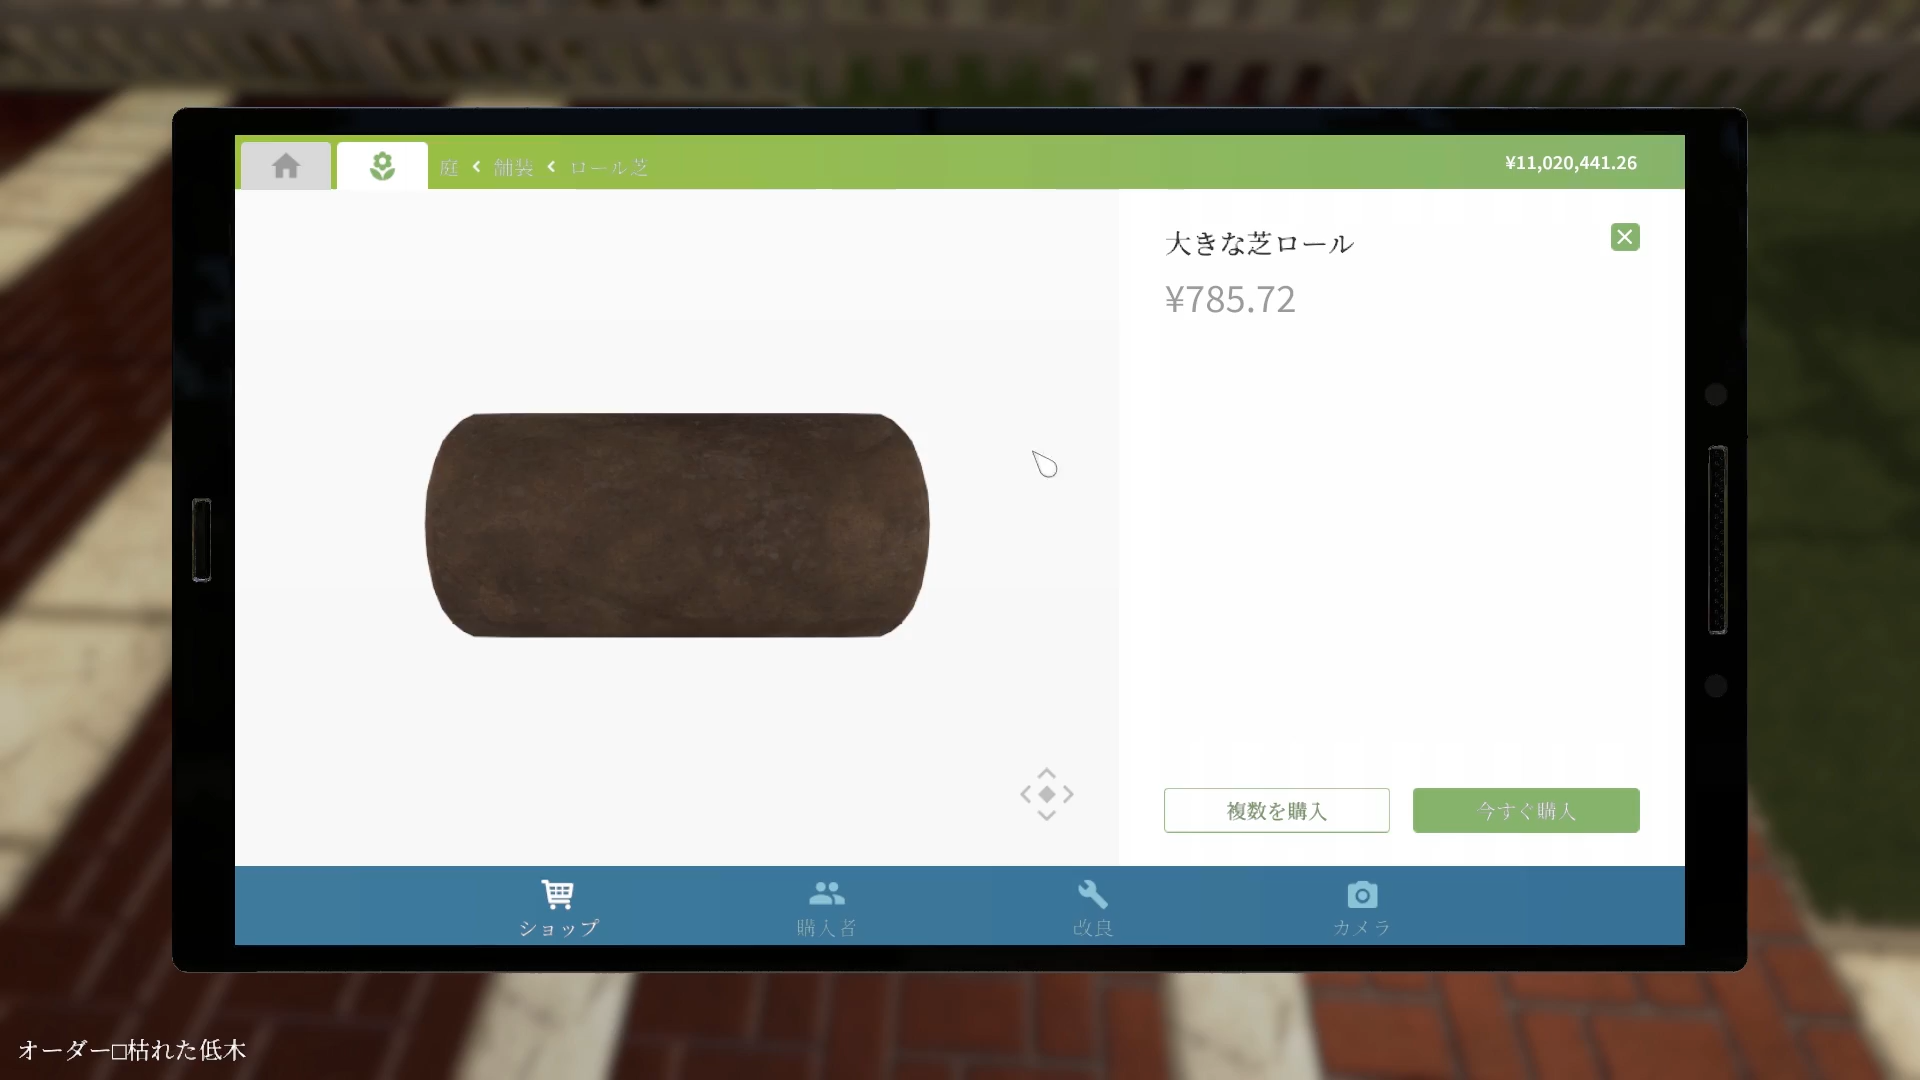 庭 ‹ 舗装 ‹ ロール芝
¥11,020,441.26
大きな芝ロール
¥785.72
複数を購入
今すぐ購入
ショップ
購入者
改良
カメラ
オーダー□枯れた低木